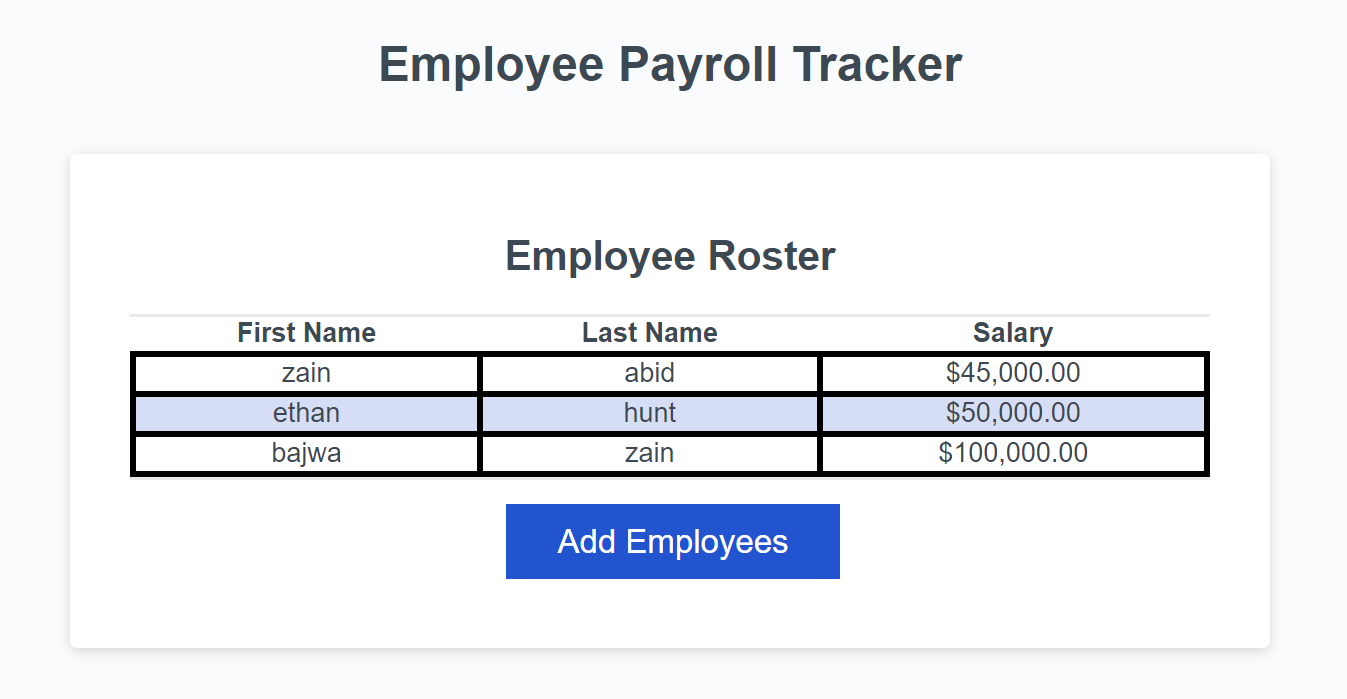 Employee Payroll Tracker
Employee Roster
First Name Last Name Salary
zain abid $45,000.00
ethan hunt $50,000.00
bajwa zain $100,000.00
Add Employees